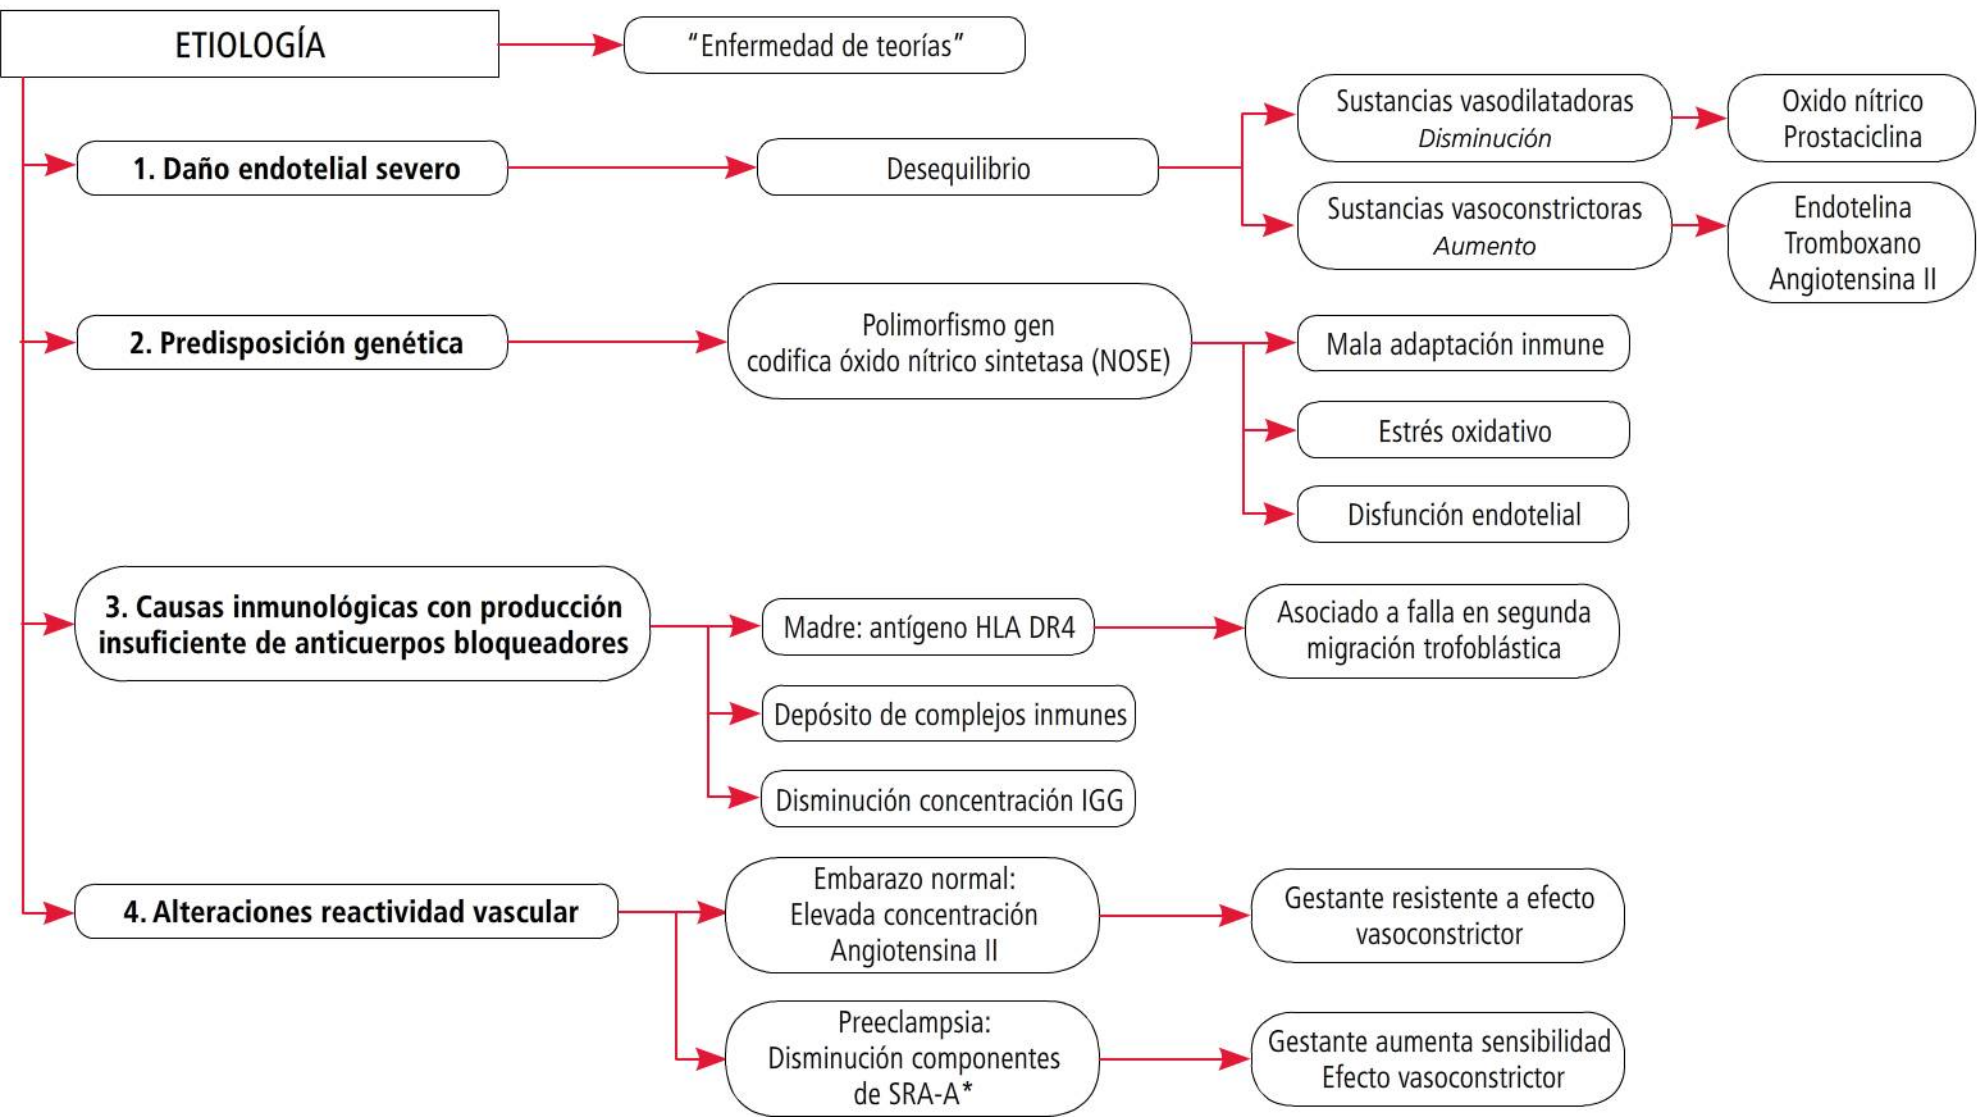 ETIOLOGÍA
“Enfermedad de teorías”
1. Daño endotelial severo
Desequilibrio
Sustancias vasodilatadoras
Disminución
Oxido nítrico
Prostaciclina
Sustancias vasoconstrictoras
Aumento
Endotelina
Tromboxano
Angiotensina II
2. Predisposición genética
Polimorfismo gen
codifica óxido nítrico sintetasa (NOSE)
Mala adaptación inmune
Estrés oxidativo
Disfunción endotelial
3. Causas inmunológicas con producción
insuficiente de anticuerpos bloqueadores
Madre: antígeno HLA DR4
Asociado a falla en segunda
migración trofoblástica
Depósito de complejos inmunes
Disminución concentración IGG
4. Alteraciones reactividad vascular
Embarazo normal:
Elevada concentración
Angiotensina II
Gestante resistente a efecto
vasoconstrictor
Preeclampsia:
Disminución componentes
de SRA-A*
Gestante aumenta sensibilidad
Efecto vasoconstrictor